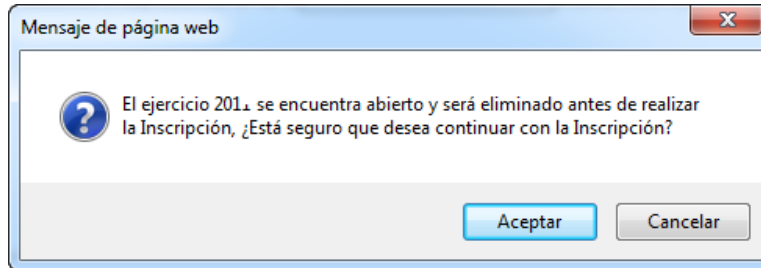 Mensaje de página web
El ejercicio se encuentra abierto y será eliminado antes de realizar
la Inscripción, ¿Está seguro que desea continuar con la Inscripción?
Aceptar Cancelar